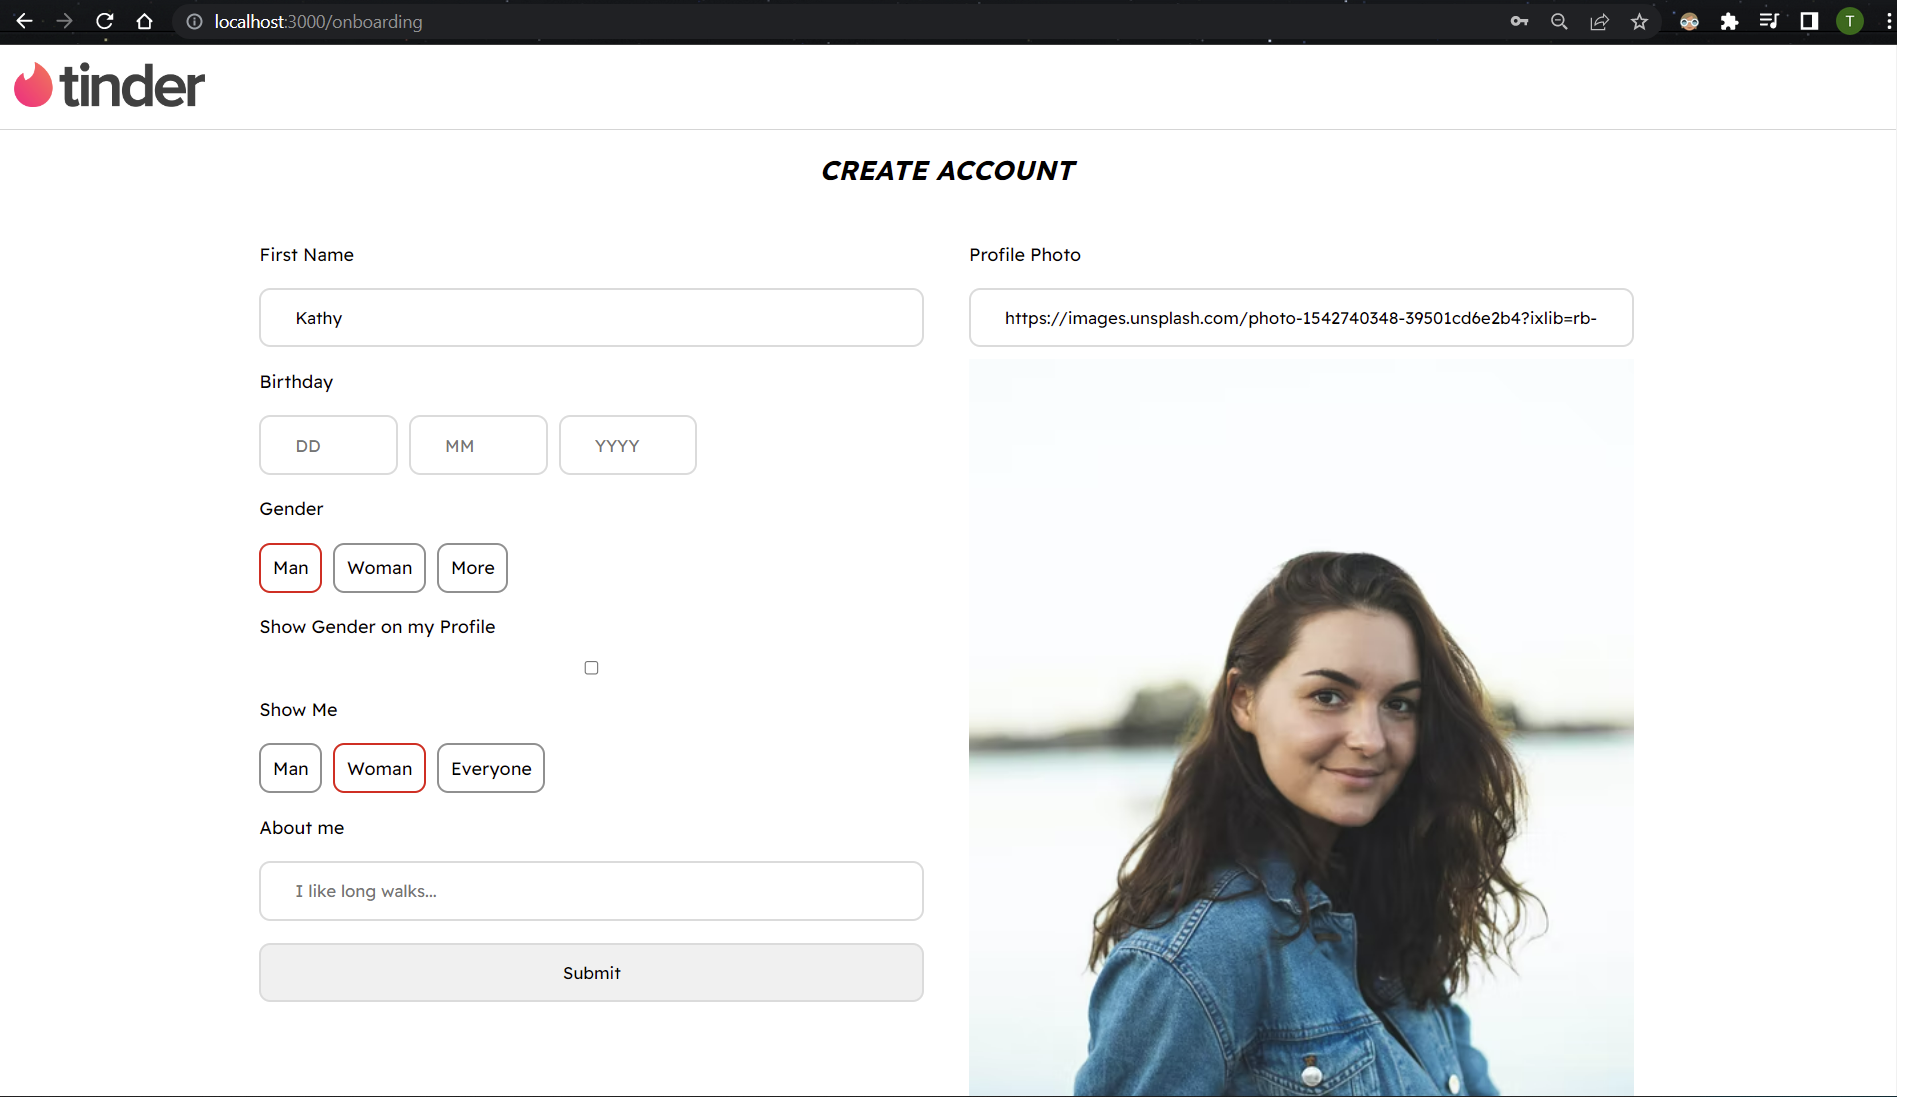 localhost:3000/onboarding
T
tinder
CREATE ACCOUNT
First Name
Kathy
Birthday
DD MM YYYY
Gender
Man Woman More
Show Gender on my Profile
Show Me
Man Woman Everyone
About me
I like long walks...
Submit
Profile Photo
https://images.unsplash.com/photo-1542740348-39501cd6e2b4?ixlib=rb-